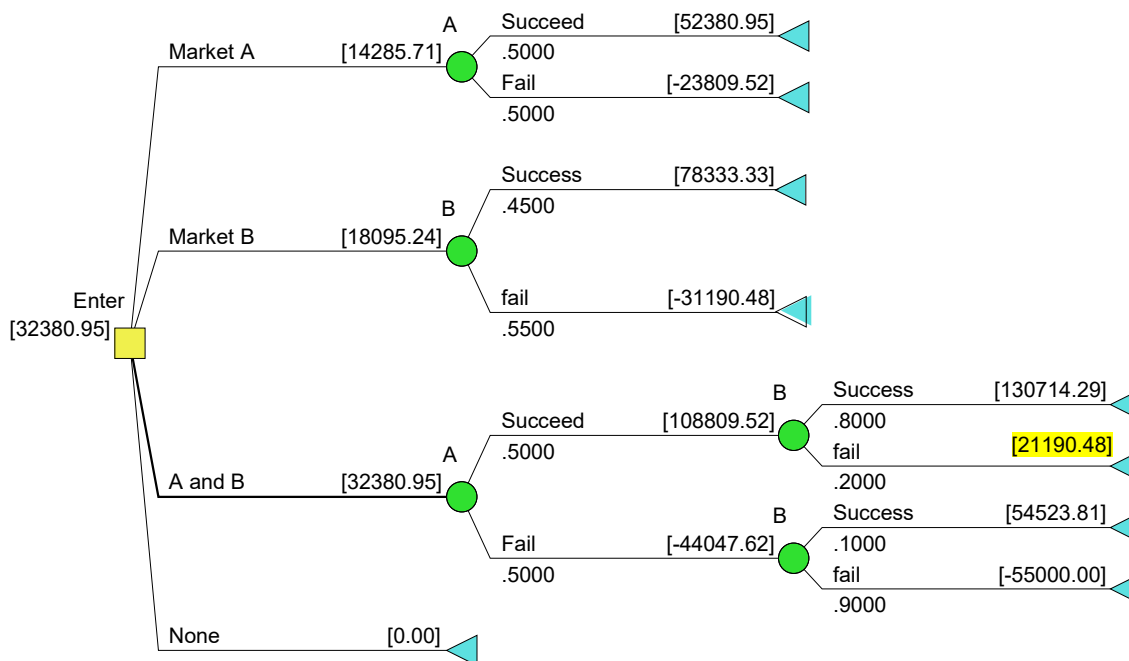 A
Succeed [52380.95]
Market A [14285.71] .5000
Fail [-23809.52]
.5000
Success [78333.33]
B .4500
Market B [18095.24]
fail [-31190.48]
.5500
Enter
[32380.95]
B Success [130714.29]
Succeed [108809.52] .8000
A .5000 fail [21190.48]
A and B [32380.95] .2000
B Success [54523.81]
Fail [-44047.62] .1000
.5000 fail [-55000.00]
.9000
None [0.00]